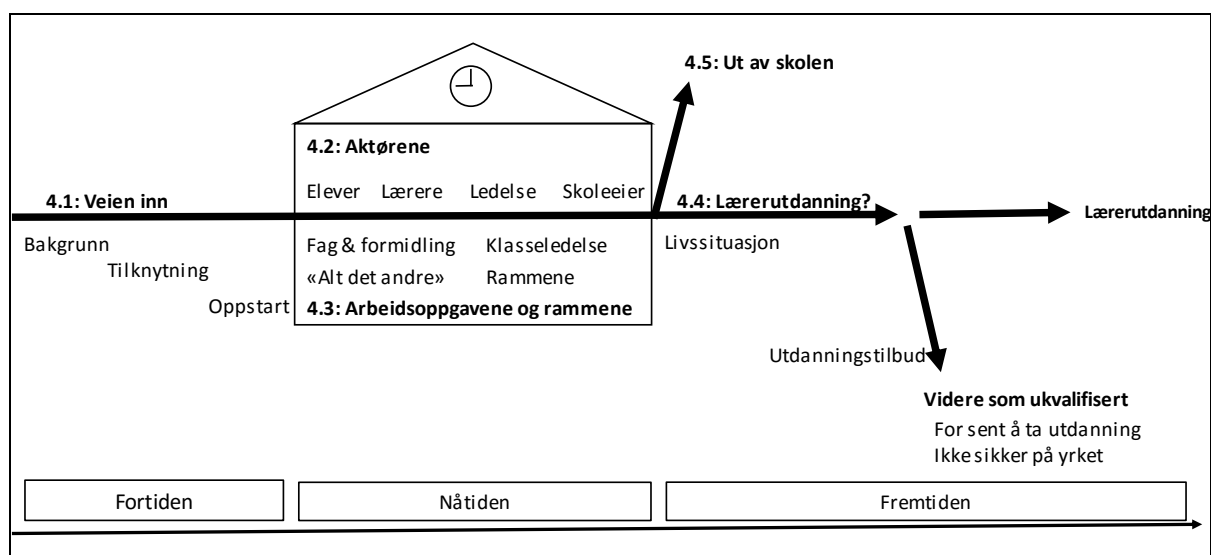 4.5: Ut av skolen
4.2: Aktørene
Elever Lærere Ledelse Skoleeier
4.1: Veien inn
4.4: Lærerutdanning?
Lærerutdanning
Bakgrunn
Tilknytning
Oppstart
Fag & formidling Klasseledelse
«Alt det andre» Rammene
4.3: Arbeidsoppgavene og rammene
Livssituasjon
Utdanningstilbud
Videre som ukvalifisert
For sent å ta utdanning
Ikke sikker på yrket
Fortiden
Nåtiden
Fremtiden